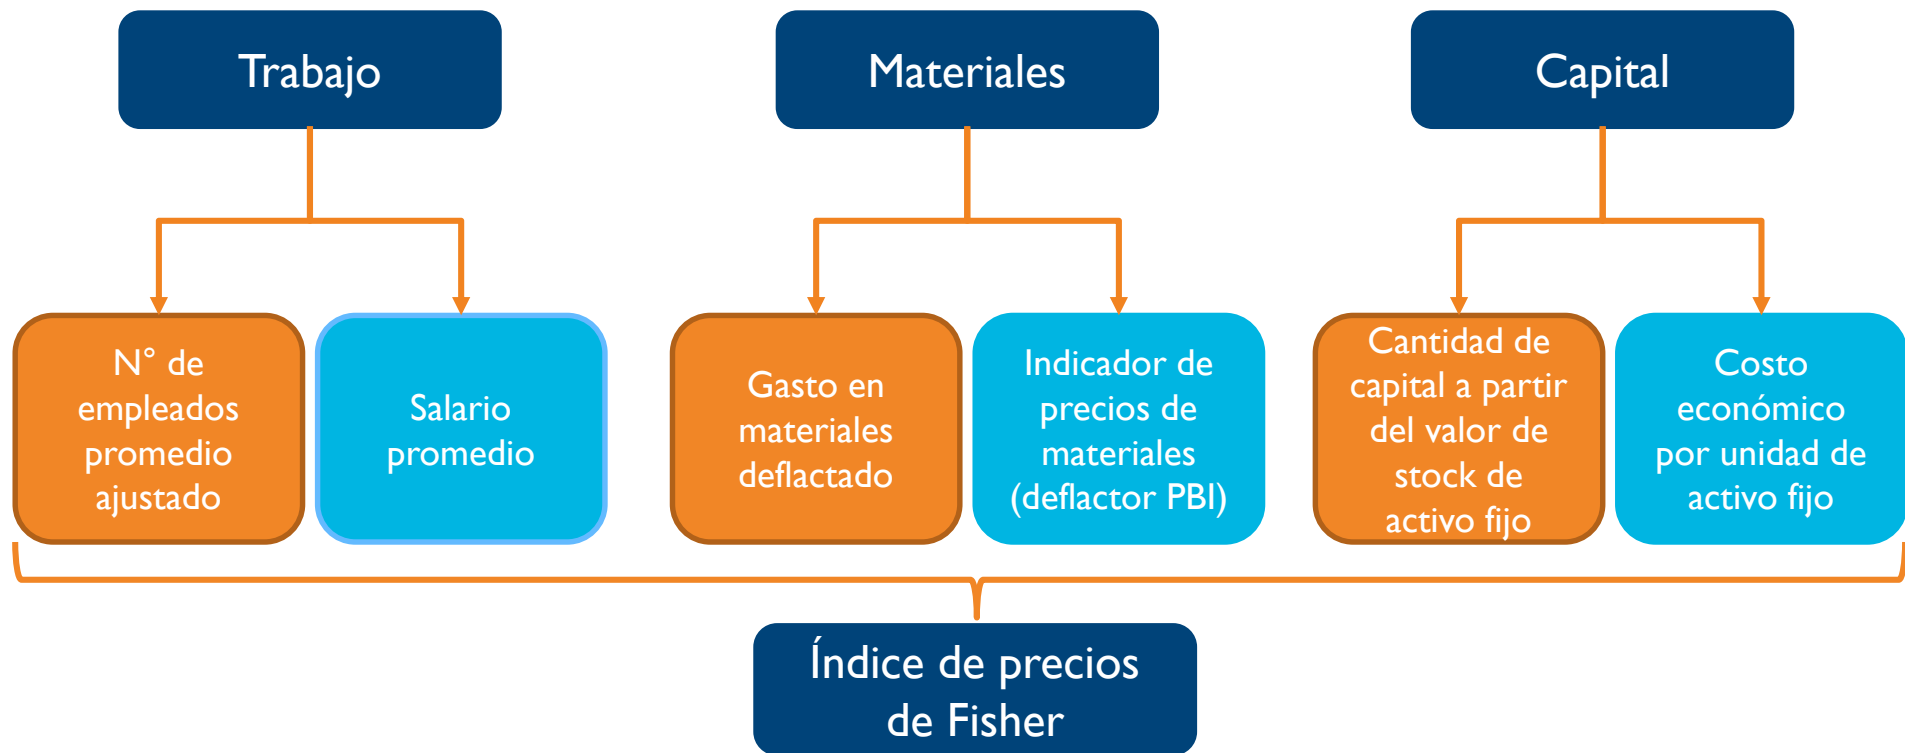 Trabajo
Materiales
Capital
N° de
empleados
promedio
ajustado
Salario
promedio
Gasto en
materiales
deflactado
Indicador de
precios de
materiales
(deflactor PBI)
Cantidad de
capital a partir
del valor de
stock de
activo fijo
Costo
económico
por unidad de
activo fijo
Índice de precios
de Fisher